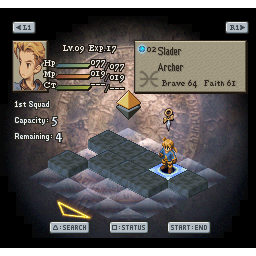 ◀L1
R1▶
Lv.09 Exp.17
Hp 077/077
Mp 019/019
CT ---/---
02 Slader
Archer
Brave 64 Faith 61
1st Squad
Capacity: 5
Remaining: 4
△:SEARCH □:STATUS START:END